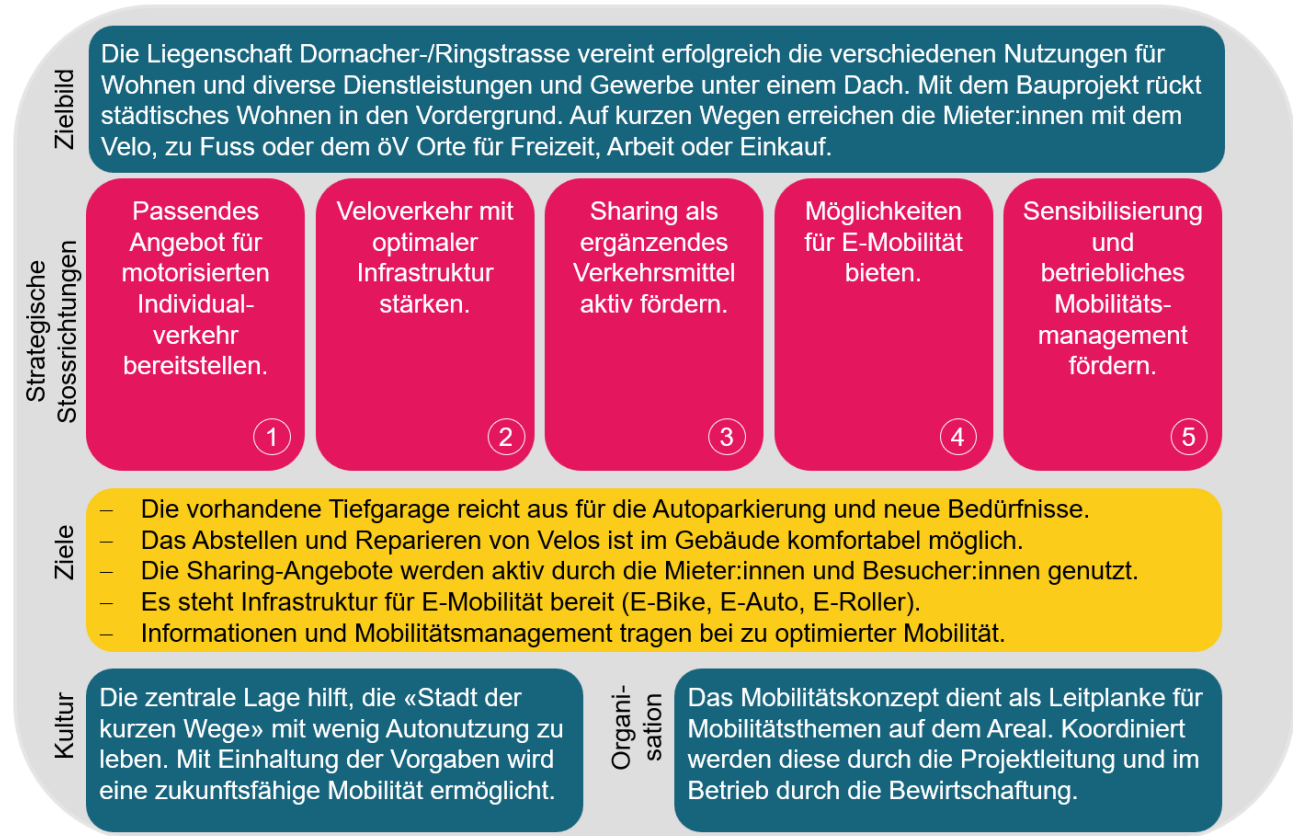 Zielbild
Die Liegenschaft Dornacher-/Ringstrasse vereint erfolgreich die verschiedenen Nutzungen für
Wohnen und diverse Dienstleistungen und Gewerbe unter einem Dach. Mit dem Bauprojekt rückt
städtisches Wohnen in den Vordergrund. Auf kurzen Wegen erreichen die Mieter:innen mit dem
Velo, zu Fuss oder dem öV Orte für Freizeit, Arbeit oder Einkauf.
Strategische
Stossrichtungen
Passendes
Angebot für
motorisierten
Individual-
verkehr
bereitstellen.
1
Veloverkehr mit
optimaler
Infrastruktur
stärken.
2
Sharing als
ergänzendes
Verkehrsmittel
aktiv fördern.
3
Möglichkeiten
für E-Mobilität
bieten.
4
Sensibilisierung
und
betriebliches
Mobilitäts-
management
fördern.
5
Ziele
– Die vorhandene Tiefgarage reicht aus für die Autoparkierung und neue Bedürfnisse.
– Das Abstellen und Reparieren von Velos ist im Gebäude komfortabel möglich.
– Die Sharing-Angebote werden aktiv durch die Mieter:innen und Besucher:innen genutzt.
– Es steht Infrastruktur für E-Mobilität bereit (E-Bike, E-Auto, E-Roller).
– Informationen und Mobilitätsmanagement tragen bei zu optimierter Mobilität.
Kultur
Die zentrale Lage hilft, die «Stadt der
kurzen Wege» mit wenig Autonutzung zu
leben. Mit Einhaltung der Vorgaben wird
eine zukunftsfähige Mobilität ermöglicht.
Organi-
sation
Das Mobilitätskonzept dient als Leitplanke für
Mobilitätsthemen auf dem Areal. Koordiniert
werden diese durch die Projektleitung und im
Betrieb durch die Bewirtschaftung.